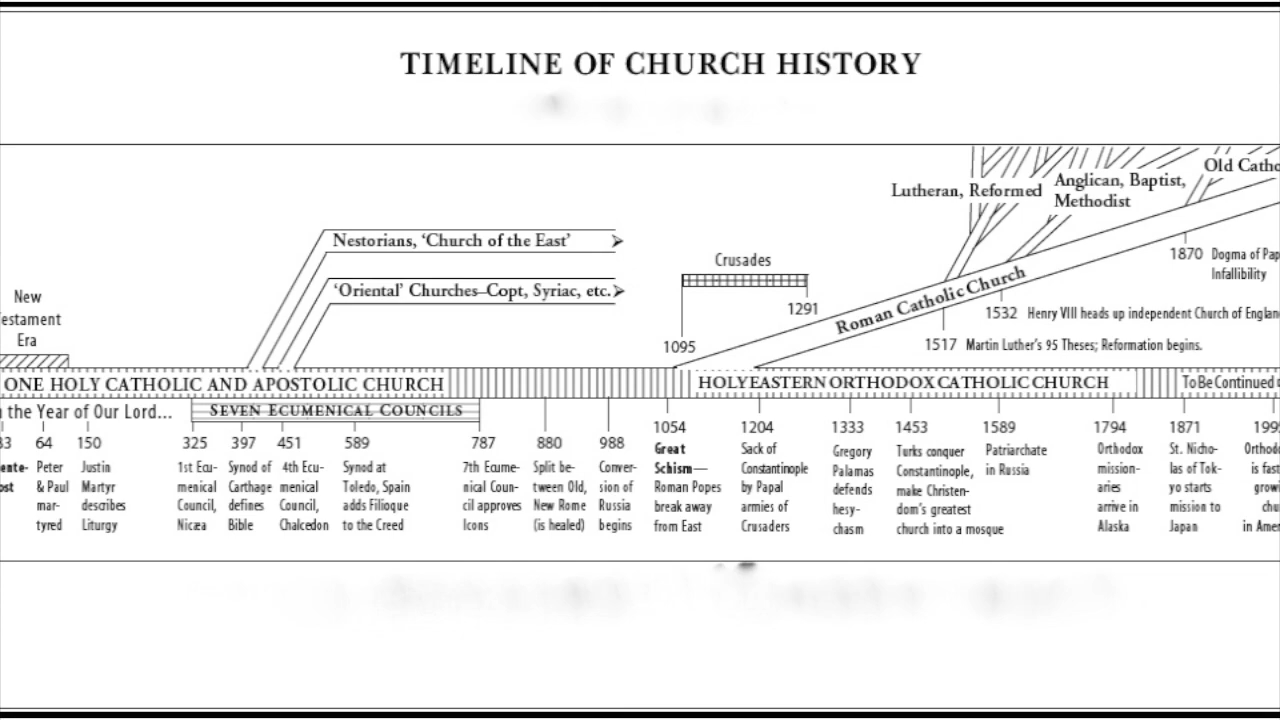 TIMELINE OF CHURCH HISTORY
Old Catho
Lutheran, Reformed
Anglican, Baptist,
Methodist
Nestorians, ‘Church of the East’
‘Oriental’ Churches–Copt, Syriac, etc.
Crusades
1095
1291
Roman Catholic Church
1870 Dogma of Pap
Infallibility
1532 Henry VIII heads up independent Church of Englan
1517 Martin Luther's 95 Theses; Reformation begins.
New
estament
Era
ONE HOLY CATHOLIC AND APOSTOLIC CHURCH
HOLY EASTERN ORTHODOX CATHOLIC CHURCH
To Be Continued
n the Year of Our Lord...
SEVEN ECUMENICAL COUNCILS
33
ente-
ost
64
Peter
& Paul
mar-
tyred
150
Justin
Martyr
describes
Liturgy
325
1st Ecu-
menical
Council,
Nicæa
397
Synod of
Carthage
defines
Bible
451
4th Ecu-
menical
Council,
Chalcedon
589
Synod at
Toledo, Spain
adds Filioque
to the Creed
787
7th Ecume-
nical Coun-
cil approves
Icons
880
Split be-
tween Old,
New Rome
(is healed)
988
Conver-
sion of
Russia
begins
1054
Great
Schism—
Roman Popes
break away
from East
1204
Sack of
Constantinople
by Papal
armies of
Crusaders
1333
Gregory
Palamas
defends
hesy-
chasm
1453
Turks conquer
Constantinople,
make Christen-
dom's greatest
church into a mosque
1589
Patriarchate
in Russia
1794
Orthodox
mission-
aries
arrive in
Alaska
1871
St. Nicho-
las of Tok-
yo starts
mission to
Japan
199
Orthodo
is fast
growi
chu
in Amer